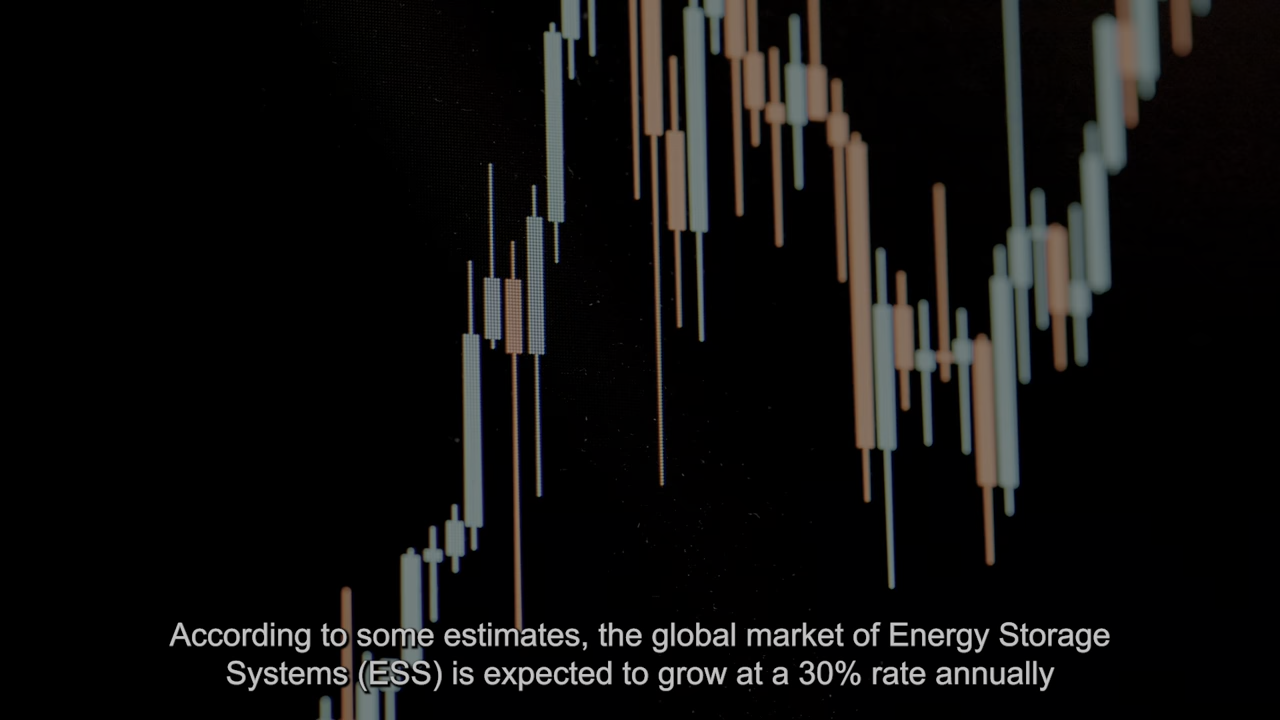 According to some estimates, the global market of Energy Storage
Systems (ESS) is expected to grow at a 30% rate annually